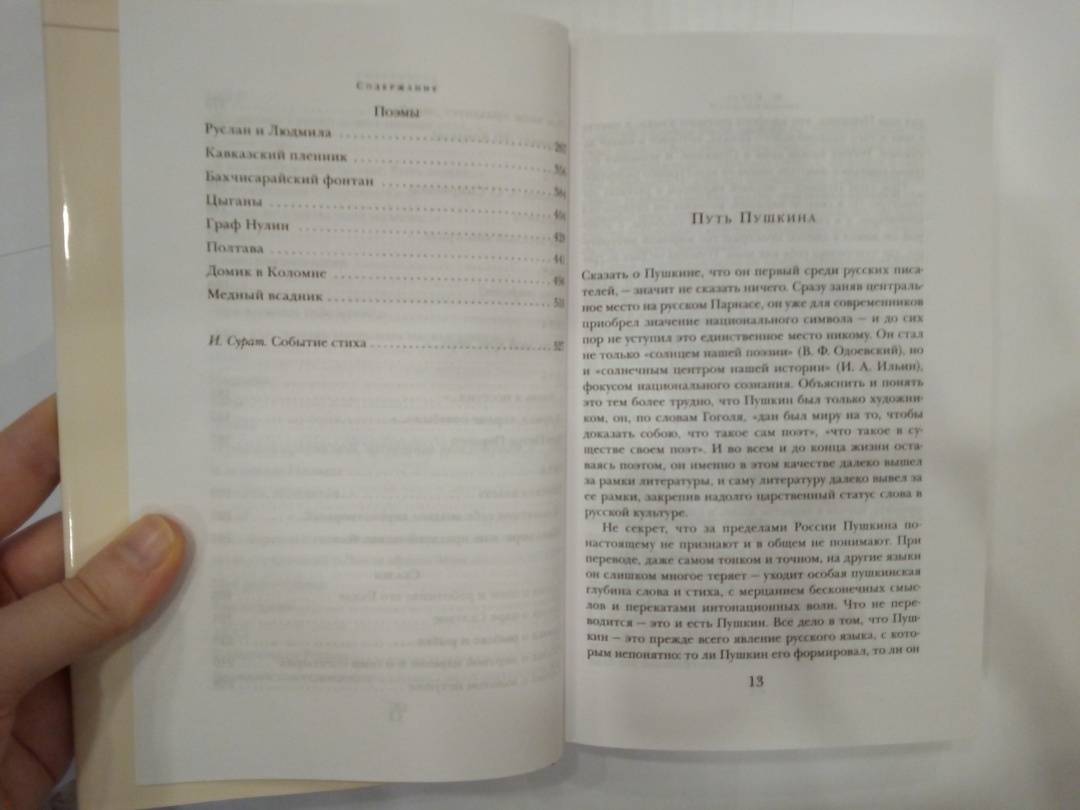 Содержание
Поэмы
Руслан и Людмила
Кавказский пленник
Бахчисарайский фонтан
Цыганы
Граф Нулин
Полтава
Домик в Коломне
Медный всадник
И. Сурат. Событие стиха
Путь Пушкина
Сказать о Пушкине, что он первый среди русских писа-
телей, – значит не сказать ничего. Сразу заняв централь-
ное место на русском Парнасе, он уже для современников
приобрел значение национального символа – и до сих
пор не уступил это единственное место никому. Он стал
не только «солнцем нашей поэзии» (В. Ф. Одоевский), но
и «солнечным центром нашей истории» (И. А. Ильин),
фокусом национального сознания. Объяснить и понять
это тем более трудно, что Пушкин был только художни-
ком, он, по словам Гоголя, «дан был миру на то, чтобы
доказать собою, что такое сам поэт», «что такое в су-
ществе своем поэт». И во всем и до конца жизни оста-
ваясь поэтом, он именно в этом качестве далеко вышел
за рамки литературы, и саму литературу далеко вывел за
ее рамки, закрепив надолго царственный статус слова в
русской культуре.
Не секрет, что за пределами России Пушкина по-
настоящему не признают и в общем не понимают. При
переводе, даже самом тонком и точном, на другие языки
он слишком многое теряет – уходит особая пушкинская
глубина слова и стиха, с мерцанием бесконечных смыс-
лов и перекатами интонационных волн. Что не пере-
водится – это и есть Пушкин. Все дело в том, что Пуш-
кин – это прежде всего явление русского языка, с кото-
рым непонятно: то ли Пушкин его формировал, то ли он
13